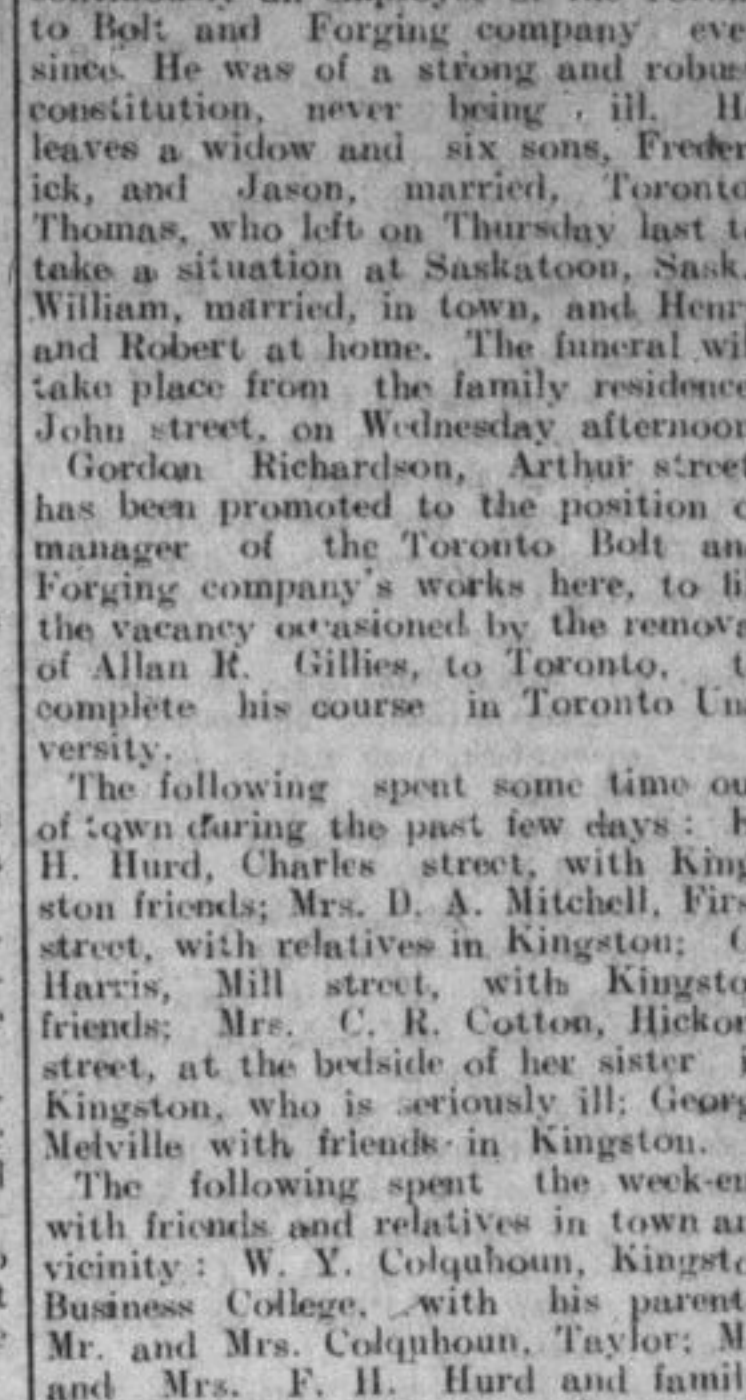 to Bolt and Forging company eve
since. He was of a strong and robus
constitution, never being ill. H
leaves a widow and six sons, Freder
ick, and Jason, married, Toronto
Thomas, who left on Thursday last t
take a situation at Saskatoon, Sask.
William, married, in town, and Henr
and Robert at home. The funeral wil
take place from the family residence
John street, on Wednesday afternoon
Gordon Richardson, Arthur street
has been promoted to the position o
manager of the Toronto Bolt an
Forging company's works here, to
the vacancy occasioned by the remova
of Allan R. Gillies, to Toronto, t
complete his course in Toronto Uni
versity.
The following spent some time ou
of town during the past few days :
H. Hurd, Charles street, with King
ston friends; Mrs. D. A. Mitchell, Firs
street, with relatives in Kingston;
Harris, Mill street, with Kingsto
friends; Mrs. C. R. Cotton, Hickor
street, at the bedside of her sister i
Kingston, who is seriously ill; Georg
Melville with friends in Kingston.
The following spent the week-en
with friends and relatives in town an
vicinity : W. Y. Colquhoun, Kingsto
Business College, with his parent
Mr. and Mrs. Colquhoun, Taylor; M
and Mrs. F. H. Hurd and famil